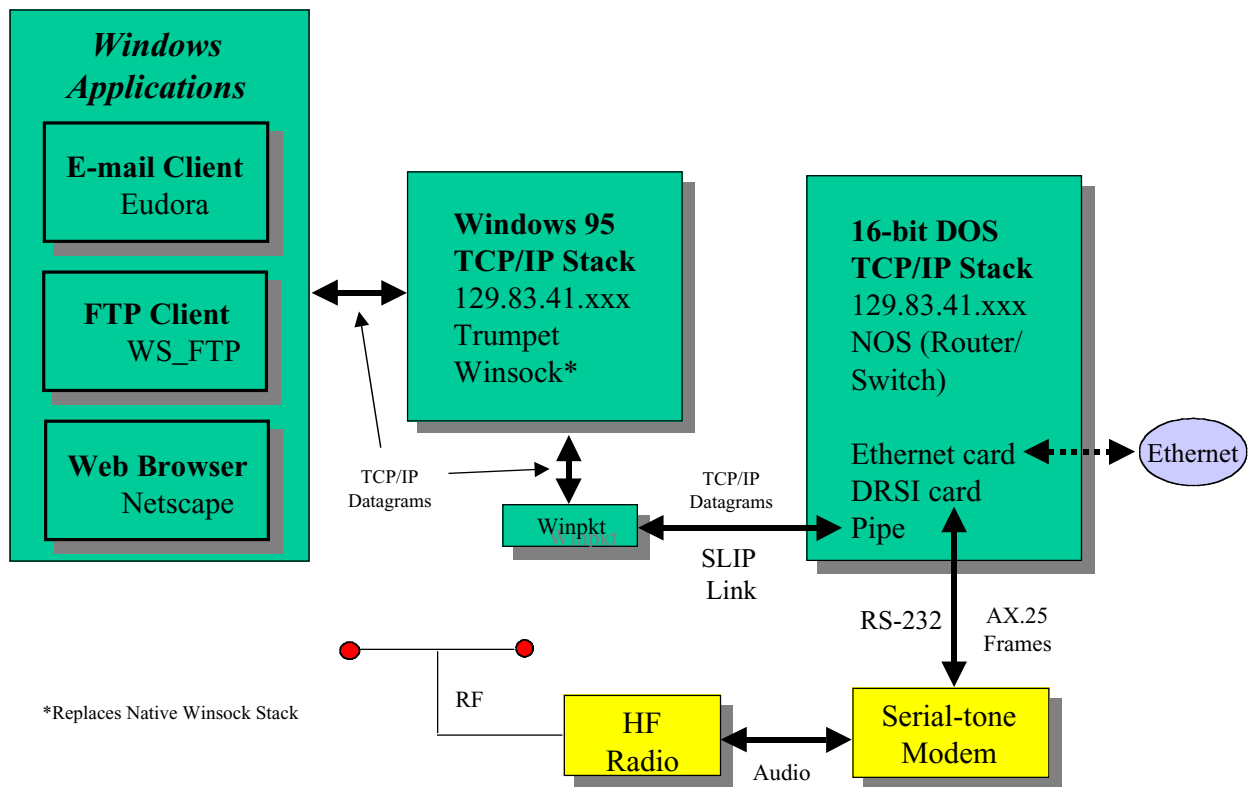 Windows
Applications
E-mail Client
Eudora
FTP Client
WS_FTP
Web Browser
Netscape
Windows 95
TCP/IP Stack
129.83.41.xxx
Trumpet
Winsock*
TCP/IP
Datagrams
Winpkt
Winpkt
TCP/IP
Datagrams
SLIP
Link
16-bit DOS
TCP/IP Stack
129.83.41.xxx
NOS (Router/
Switch)
Ethernet card
DRSI card
Pipe
Ethernet
RS-232
AX.25
Frames
RF
*Replaces Native Winsock Stack
HF
Radio
Audio
Serial-tone
Modem